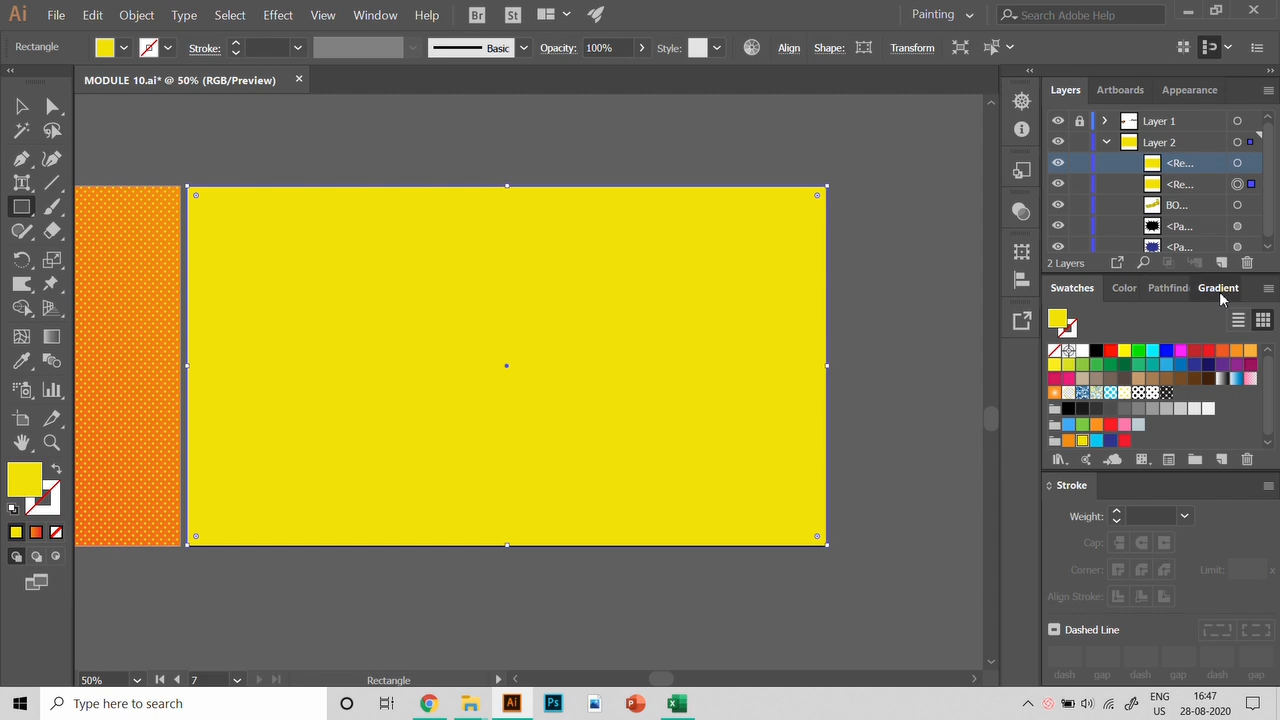 Ai File Edit Object Type Select Effect View Window Help Br St Painting Search Adobe Help
Rectangle Stroke: Basic Opacity: 100% Style: Align Shape: Transform
MODULE 10.ai* @ 50% (RGB/Preview)
Layers Artboards Appearance
Layer 1
Layer 2
<Re...
<Re...
BO...
<Pa...
<Pa...
2 Layers
Swatches Color Pathfind Gradient
Stroke
Weight:
Cap:
Corner: Limit: x
Align Stroke:
Dashed Line
dash gap dash gap dash gap
50% 7 Rectangle
Type here to search Ai Ps ENG US 16:47 28-08-2020